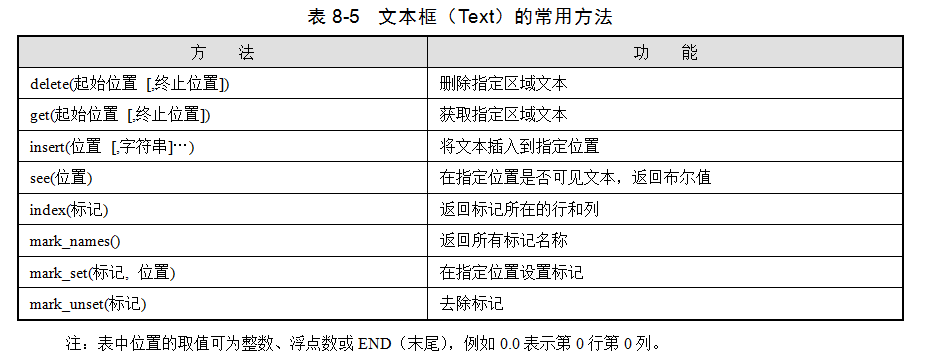 表 8-5 文本框（Text）的常用方法
方 法 功 能
delete(起始位置 [,终止位置]) 删除指定区域文本
get(起始位置 [,终止位置]) 获取指定区域文本
insert(位置 [,字符串]…) 将文本插入到指定位置
see(位置) 在指定位置是否可见文本，返回布尔值
index(标记) 返回标记所在的行和列
mark_names() 返回所有标记名称
mark_set(标记, 位置) 在指定位置设置标记
mark_unset(标记) 去除标记
注：表中位置的取值可为整数、浮点数或 END（末尾），例如 0.0 表示第 0 行第 0 列。